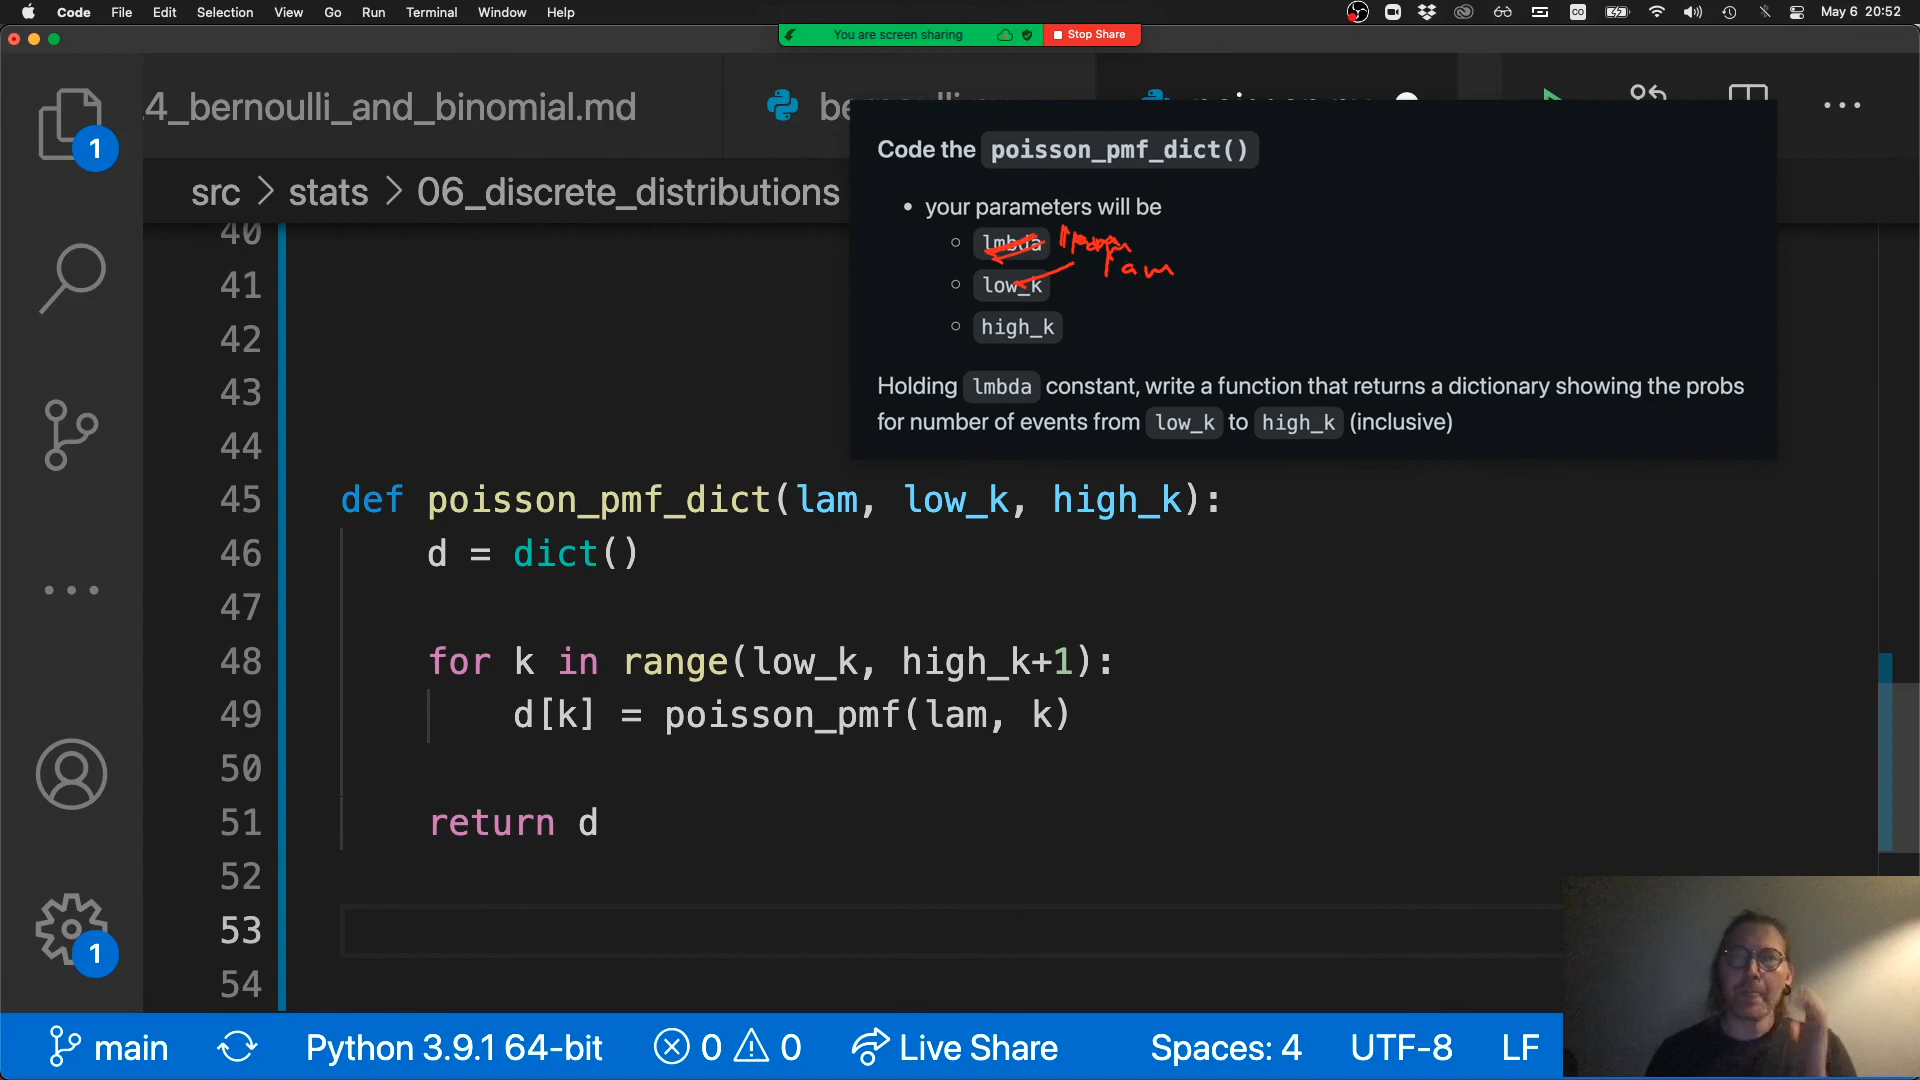 Code File Edit Selection View Go Run Terminal Window Help May 6 20:52
You are screen sharing Stop Share
4_bernoulli_and_binomial.md
1
src > stats > 06_discrete_distributions
Code the poisson_pmf_dict()
• your parameters will be
lmbda
lam
low_k
high_k
Holding lmbda constant, write a function that returns a dictionary showing the probs
for number of events from low_k to high_k (inclusive)
40
41
42
43
44
45 def poisson_pmf_dict(lam, low_k, high_k):
46 d = dict()
47
48 for k in range(low_k, high_k+1):
49 d[k] = poisson_pmf(lam, k)
50
51 return d
52
53
54
1
main Python 3.9.1 64-bit 0 0 Live Share Spaces: 4 UTF-8 LF